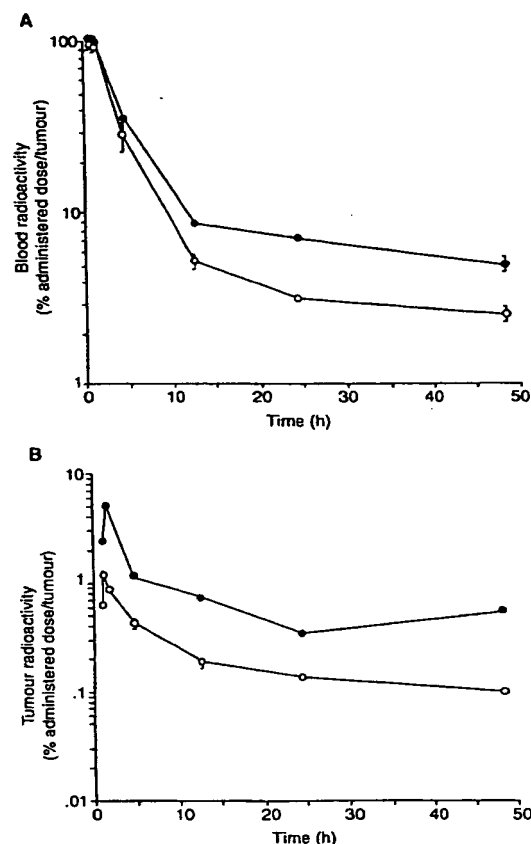 A
Blood radioactivity
(% administered dose/tumour)
100
10
1
0
10
20
30
40
50
Time (h)
B
Tumour radioactivity
(% administered dose/tumour)
10
1
.1
.01
0
10
20
30
40
50
Time (h)